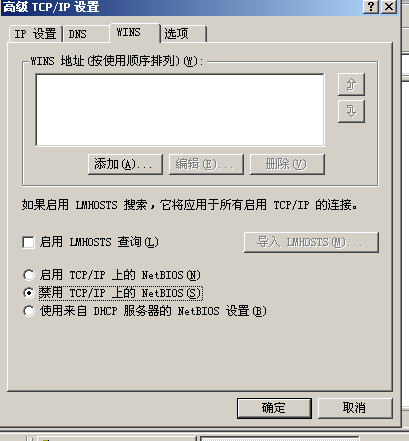 高级 TCP/IP 设置
IP 设置 DNS WINS 选项
WINS 地址(按使用顺序排列)(W):
添加(A)... 编辑(E)... 删除(V)
如果启用 LMHOSTS 搜索，它将应用于所有启用 TCP/IP 的连接。
启用 LMHOSTS 查询(L) 导入 LMHOSTS(M)...
启用 TCP/IP 上的 NetBIOS(N)
禁用 TCP/IP 上的 NetBIOS(S)
使用来自 DHCP 服务器的 NetBIOS 设置(B)
确定 取消